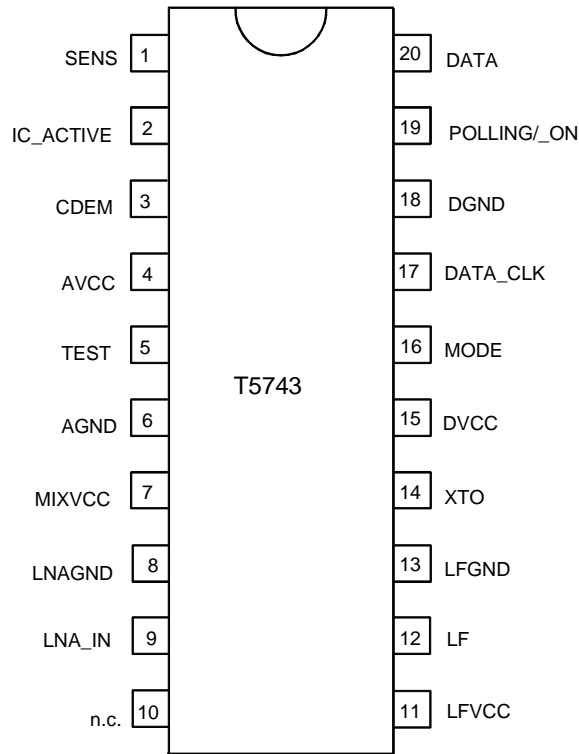 SENS 1 20 DATA
IC_ACTIVE 2 19 POLLING/_ON
CDEM 3 18 DGND
AVCC 4 17 DATA_CLK
TEST 5 16 MODE
T5743
AGND 6 15 DVCC
MIXVCC 7 14 XTO
LNAGND 8 13 LFGND
LNA_IN 9 12 LF
n.c. 10 11 LFVCC